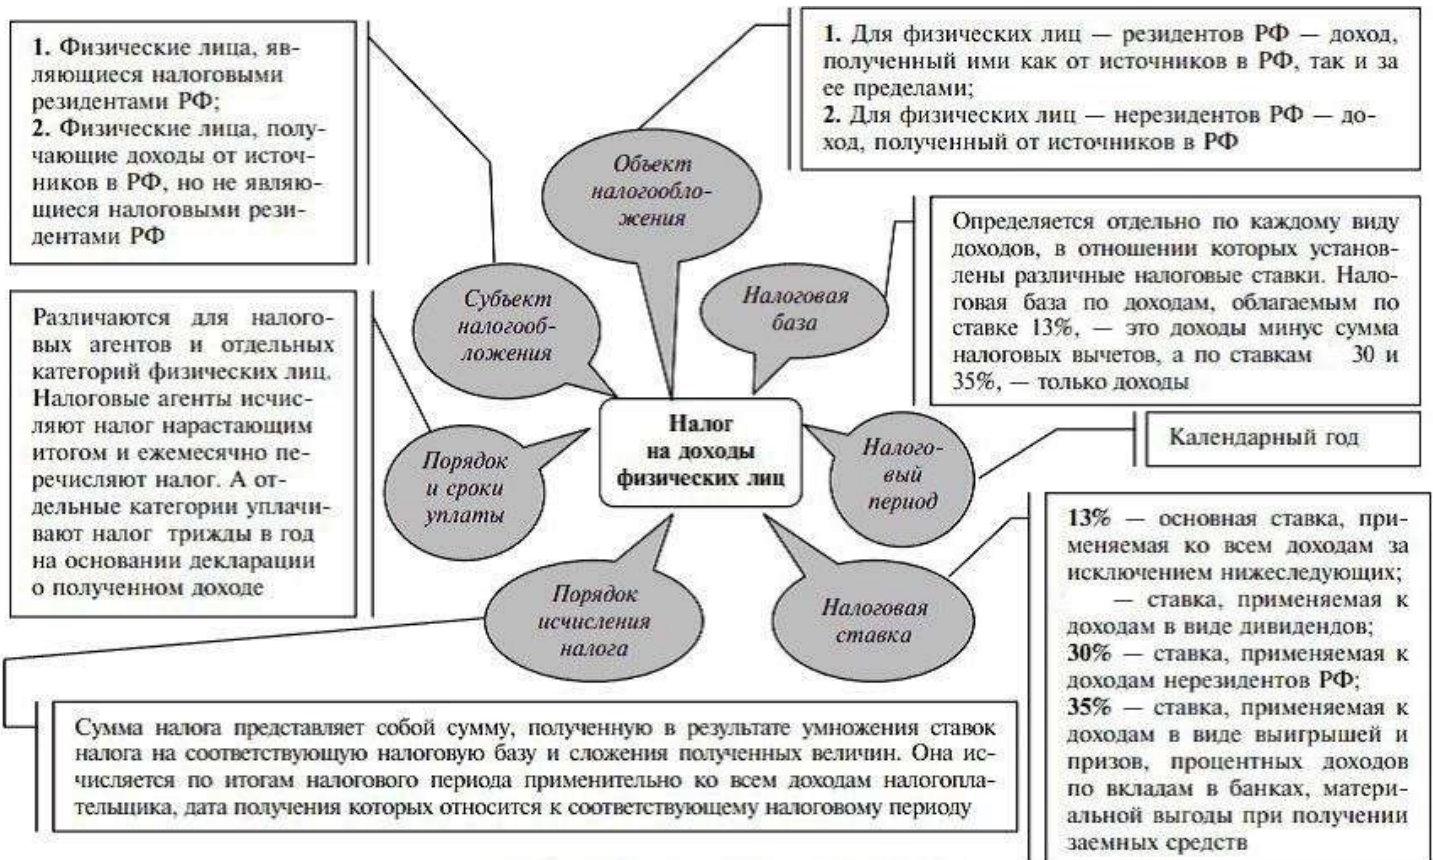 1. Физические лица, яв-
ляющиеся налоговыми
резидентами РФ;
2. Физические лица, полу-
чающие доходы от источ-
ников в РФ, но не являю-
щиеся налоговыми рези-
дентами РФ
1. Для физических лиц — резидентов РФ — доход,
полученный ими как от источников в РФ, так и за
ее пределами;
2. Для физических лиц — нерезидентов РФ — до-
ход, полученный от источников в РФ
Объект
налогообло-
жения
Субъект
налогооб-
ложения
Налоговая
база
Определяется отдельно по каждому виду
доходов, в отношении которых установ-
лены различные налоговые ставки. Нало-
говая база по доходам, облагаемым по
ставке 13%, — это доходы минус сумма
налоговых вычетов, а по ставкам 30 и
35%, — только доходы
Различаются для налого-
вых агентов и отдельных
категорий физических лиц.
Налоговые агенты исчис-
ляют налог нарастающим
итогом и ежемесячно пе-
речисляют налог. А от-
дельные категории уплачи-
вают налог трижды в год
на основании декларации
о полученном доходе
Порядок
и сроки
уплаты
Налог
на доходы
физических лиц
Налого-
вый
период
Календарный год
Порядок
исчисления
налога
Налоговая
ставка
13% — основная ставка, при-
меняемая ко всем доходам за
исключением нижеследующих;
— ставка, применяемая к
доходам в виде дивидендов;
30% — ставка, применяемая к
доходам нерезидентов РФ;
35% — ставка, применяемая к
доходам в виде выигрышей и
призов, процентных доходов
по вкладам в банках, матери-
альной выгоды при получении
заемных средств
Сумма налога представляет собой сумму, полученную в результате умножения ставок
налога на соответствующую налоговую базу и сложения полученных величин. Она ис-
числяется по итогам налогового периода применительно ко всем доходам налогопла-
тельщика, дата получения которых относится к соответствующему налоговому периоду